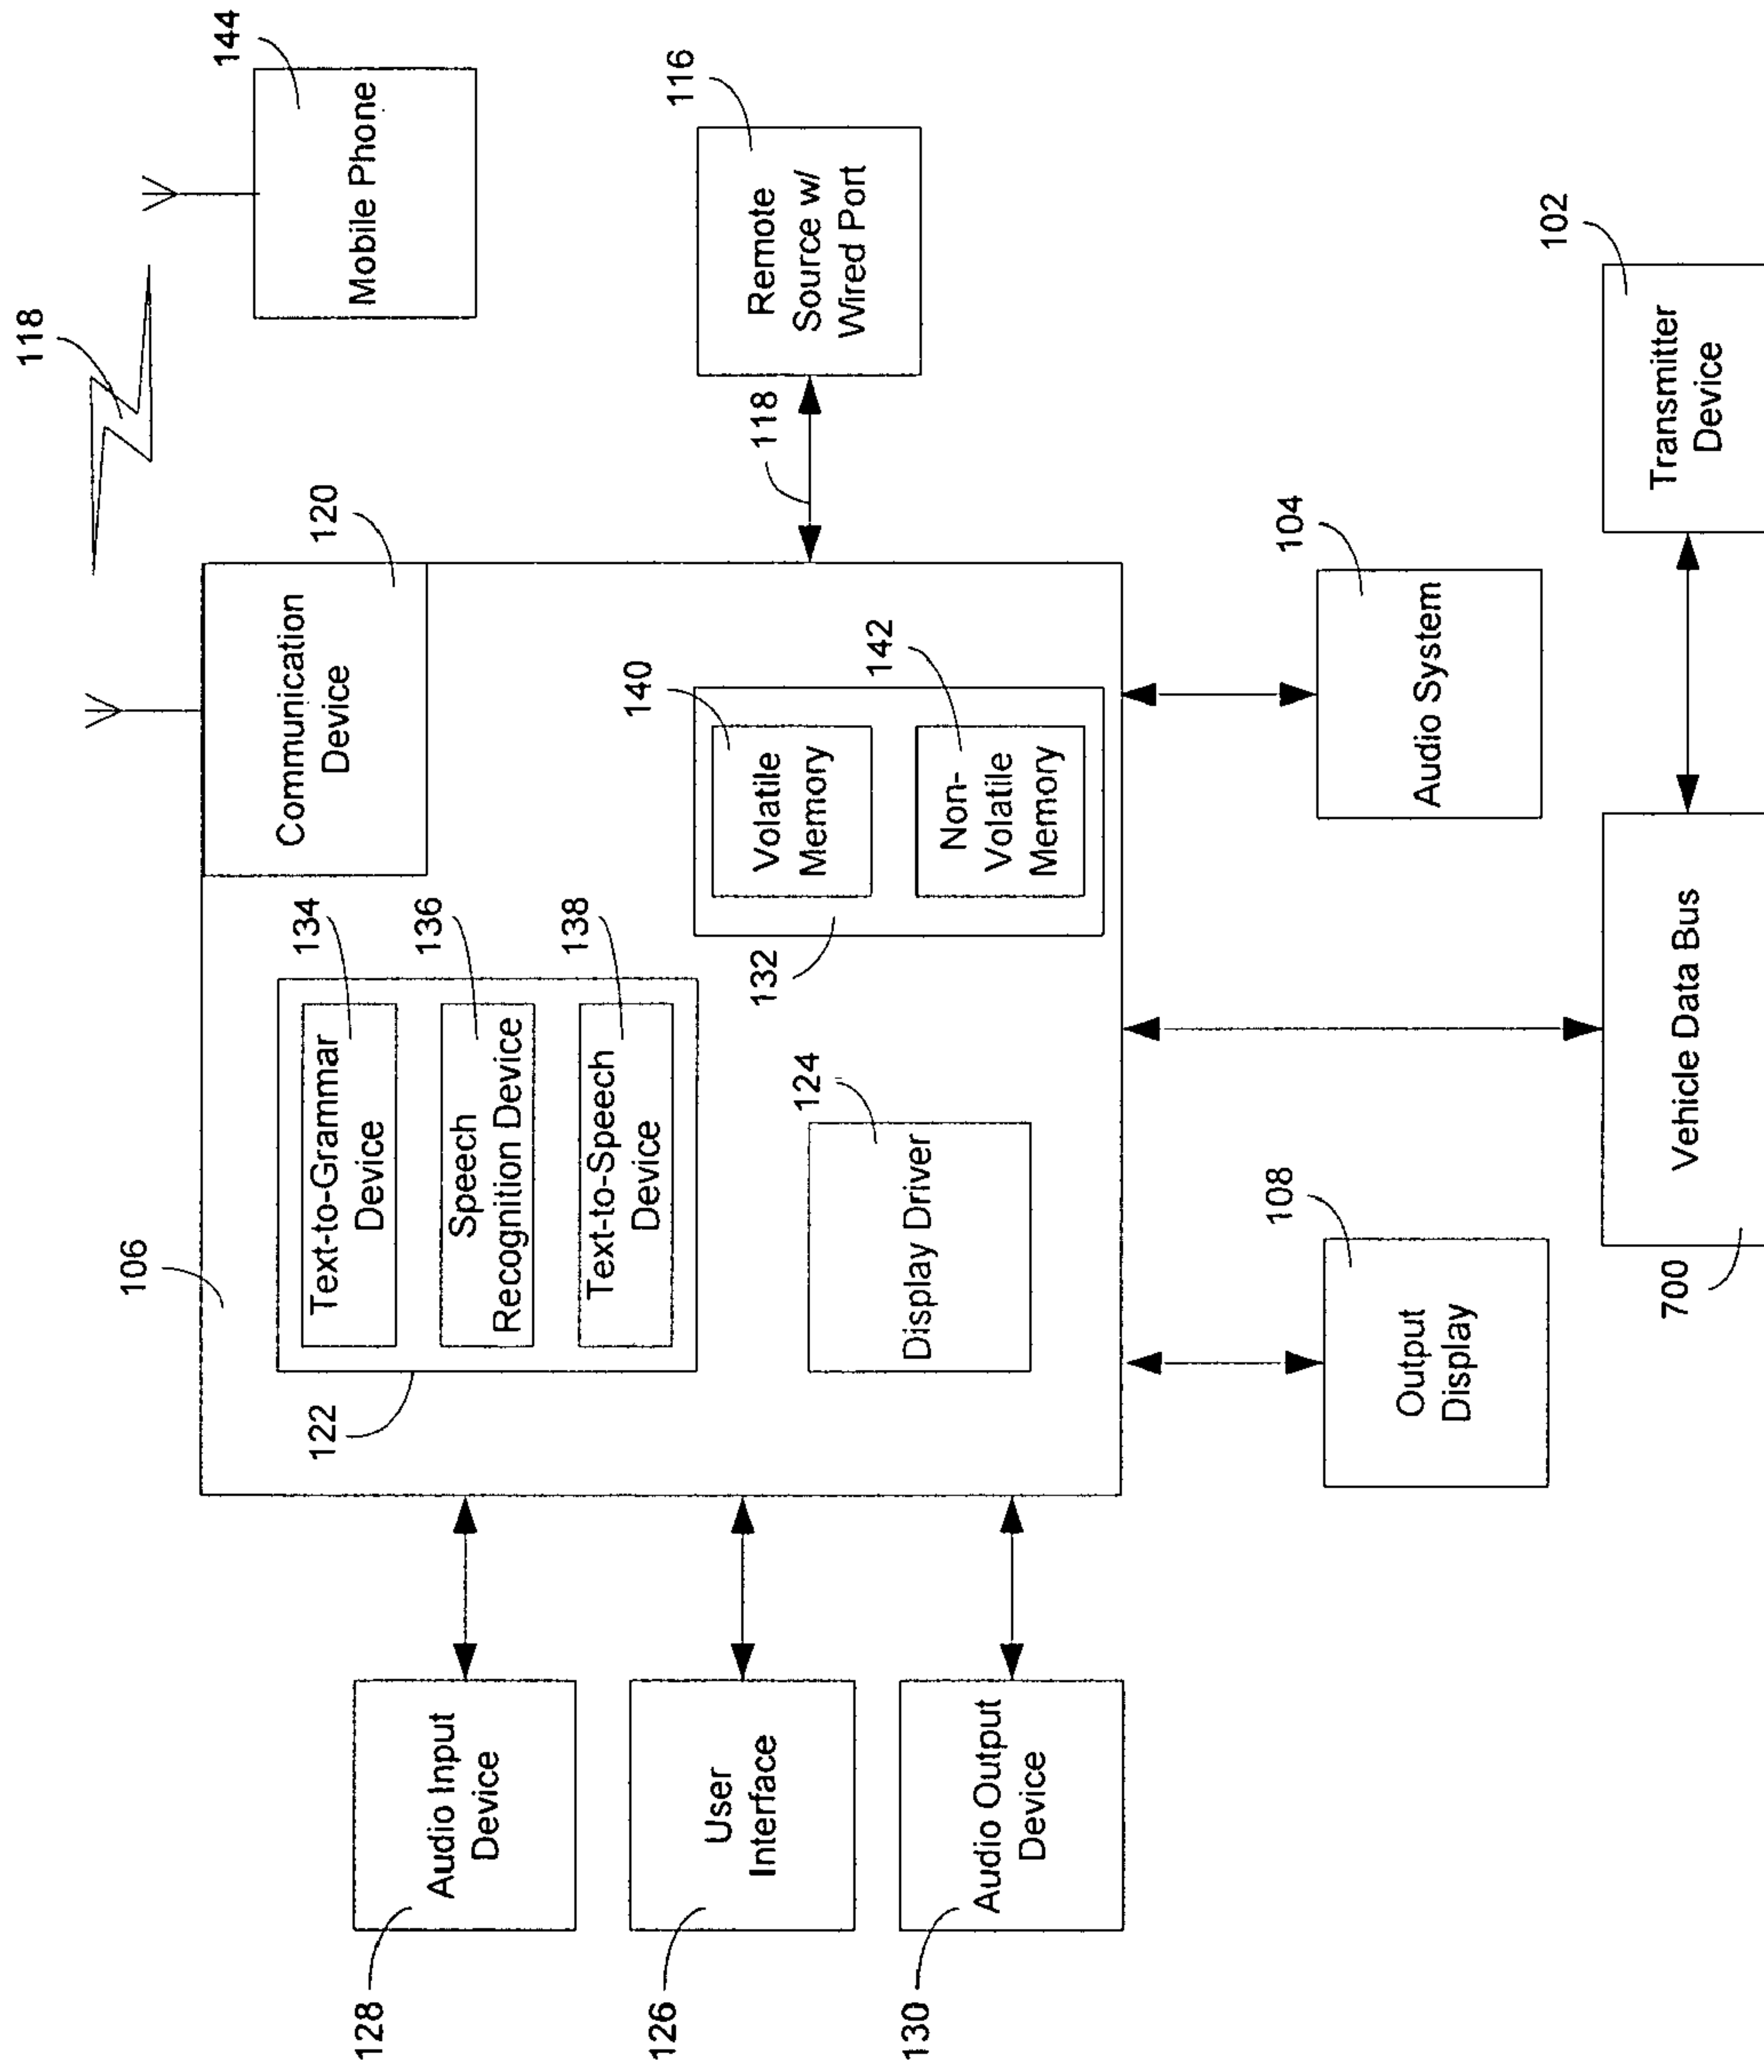 118
144
Mobile Phone
120
Communication
Device
106
134
Text-to-Grammar
Device
136
Speech
Recognition Device
138
Text-to-Speech
Device
122
128
Audio Input
Device
126
User
Interface
130
Audio Output
Device
140
Volatile
Memory
142
Non-
Volatile
Memory
132
124
Display Driver
118
116
Remote
Source w/
Wired Port
108
Output
Display
104
Audio System
700
Vehicle Data Bus
102
Transmitter
Device